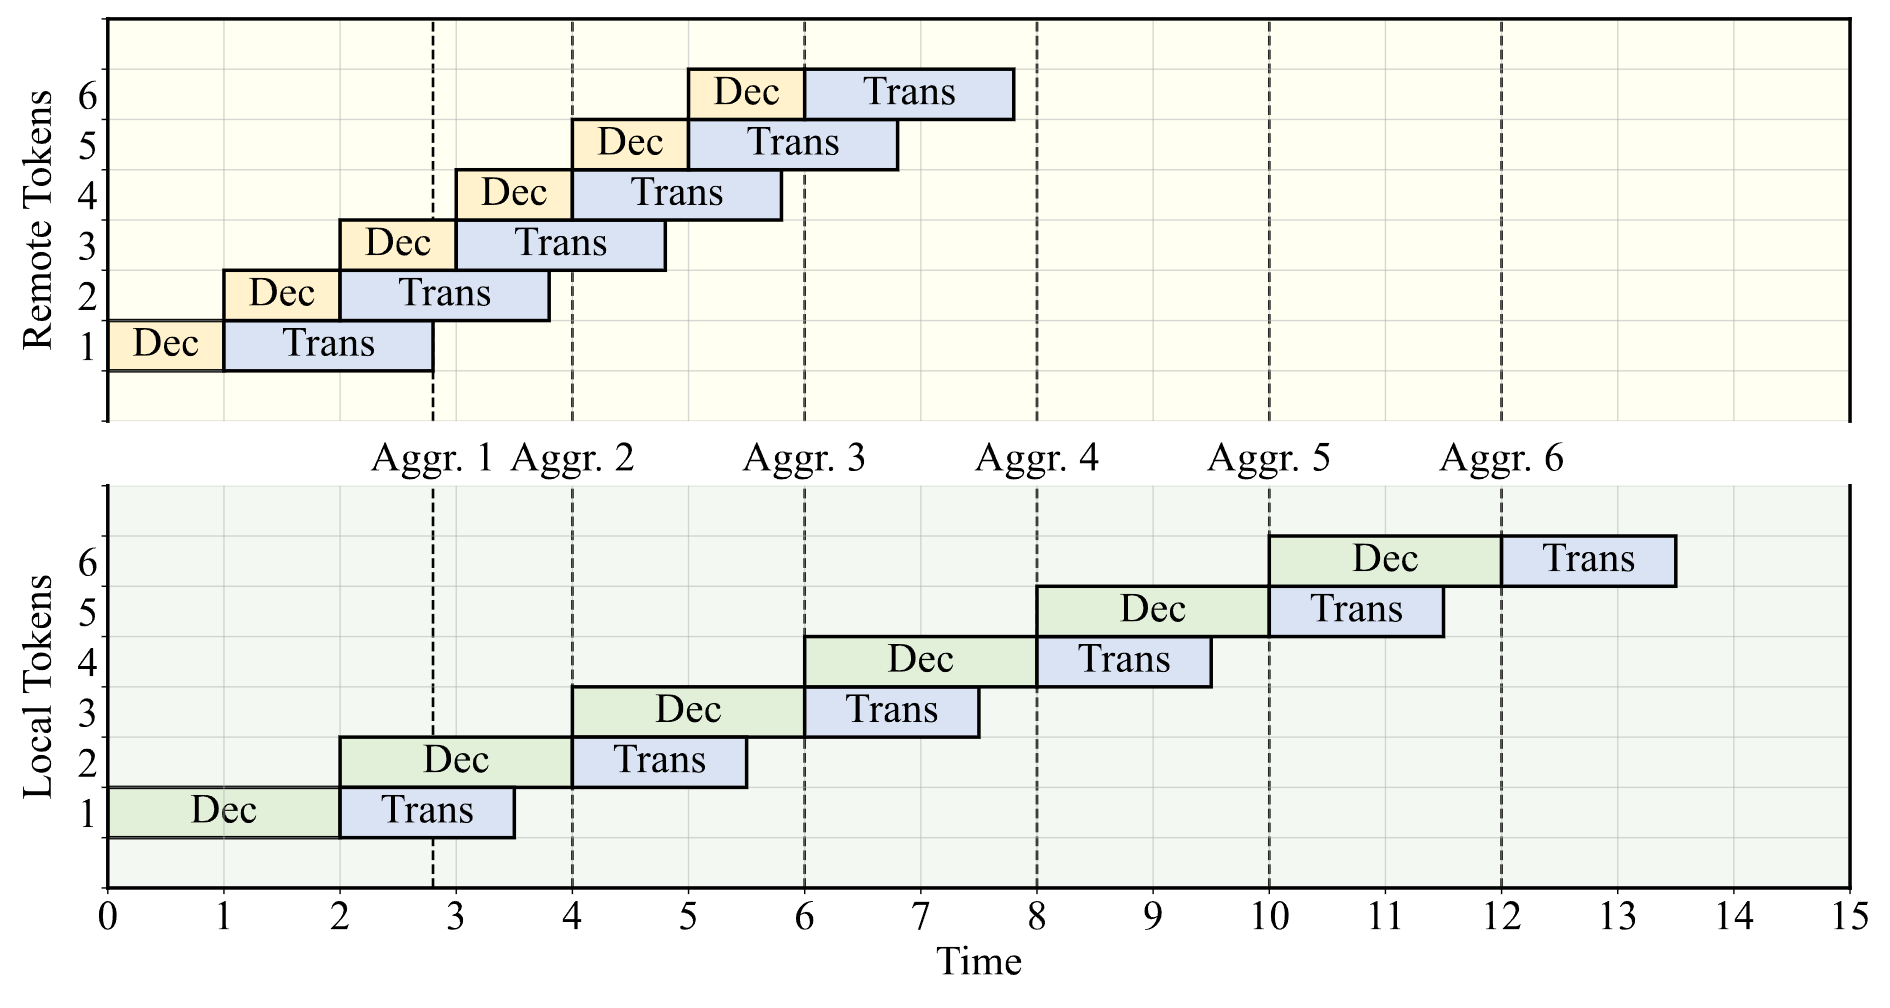 Remote Tokens
6 Dec Trans
5 Dec Trans
4 Dec Trans
3 Dec Trans
2 Dec Trans
1 Dec Trans
Aggr. 1 Aggr. 2 Aggr. 3 Aggr. 4 Aggr. 5 Aggr. 6
Local Tokens
6 Dec Trans
5 Dec Trans
4 Dec Trans
3 Dec Trans
2 Dec Trans
1 Dec Trans
0 1 2 3 4 5 6 7 8 9 10 11 12 13 14 15
Time